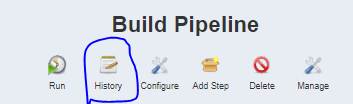 Build Pipeline
Run History Configure Add Step Delete Manage